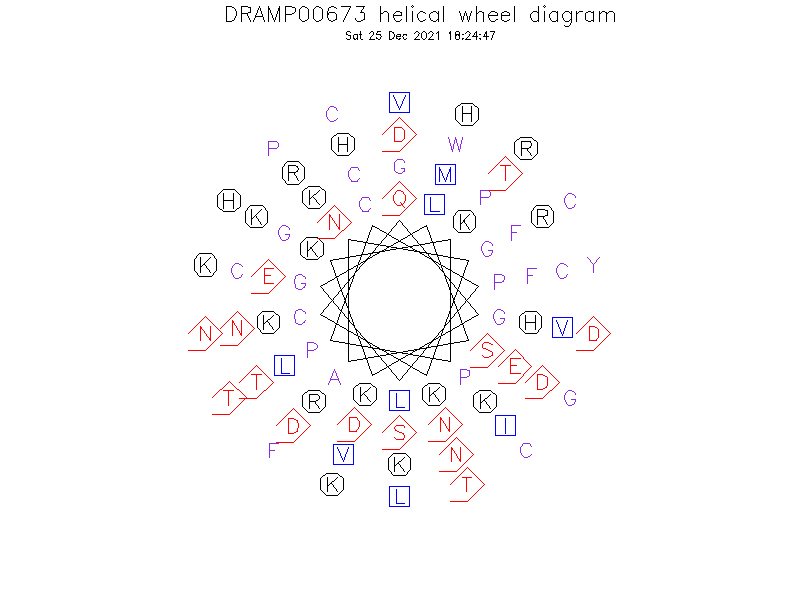 DRAMP00673 helical wheel diagram
Sat 25 Dec 2021 18:24:47
V
C H
D
H W
P R
G
R C M T
K Q P
H C L C
K R
N K
G F
K G
K Y
C E F C
G P
C G
K H
N V
N D
P S
L E
A P
T D
K K
T G
R L K
D D N I
S
F C
V N
K
K T
L